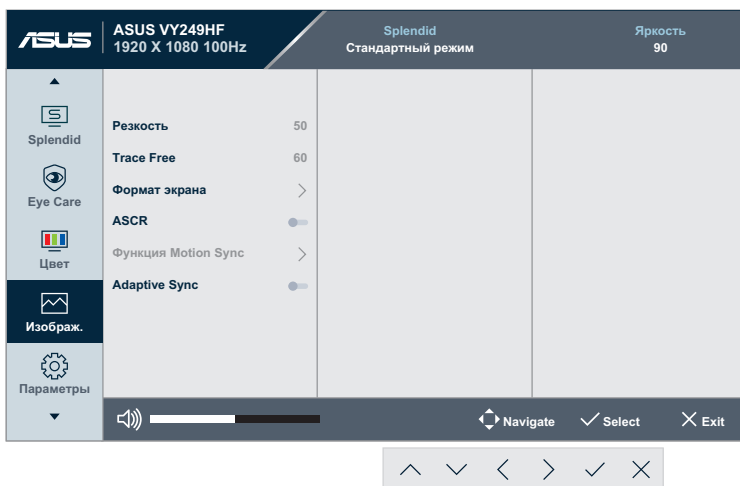 ASUS
ASUS VY249HF
1920 X 1080 100Hz
Splendid
Стандартный режим
Яркость
90
Splendid
Eye Care
Цвет
Изображ.
Параметры
Резкость 50
Trace Free 60
Формат экрана
ASCR
Функция Motion Sync
Adaptive Sync
Navigate Select Exit